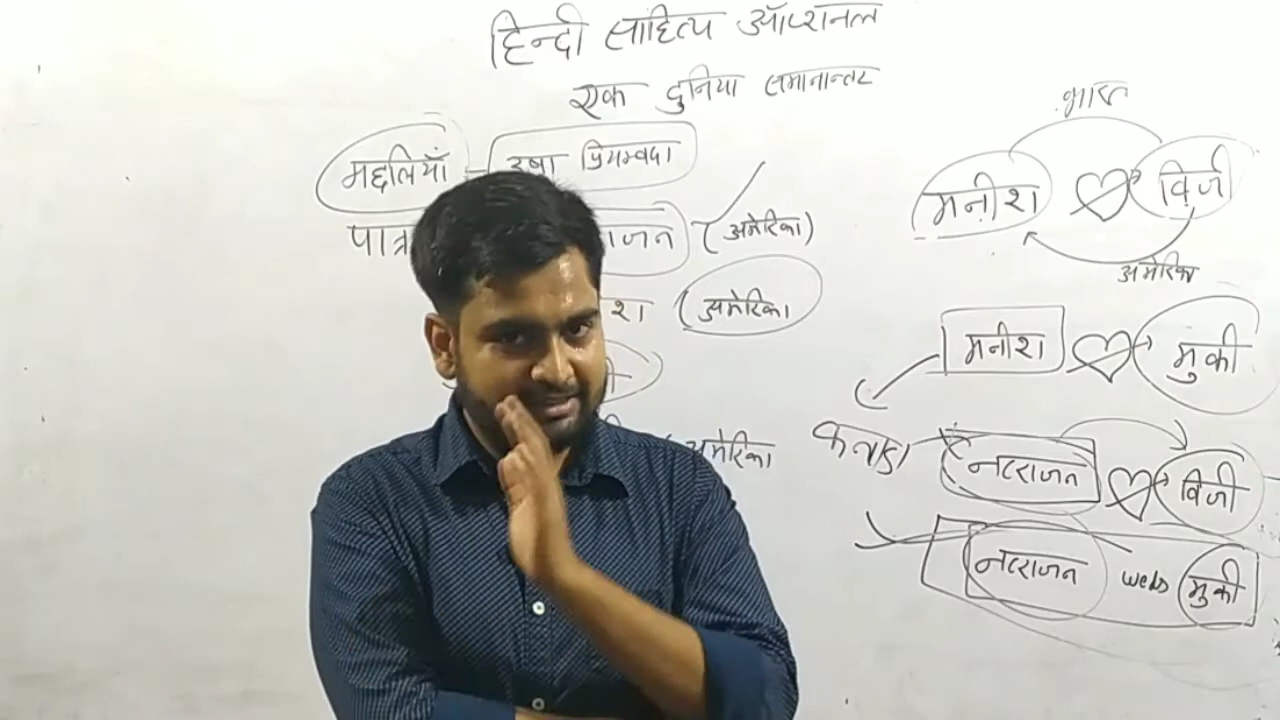 हिन्दी साहित्य ऑप्शनल
एक दुनिया समानान्तर
मछलियाँ - उषा प्रियम्वदा
पात्र
(अमेरिका)
(अमेरिका)
अमेरिका
मनीश विजी
अमेरिका
मनीश मुकी
नटराजन विजी
नटराजन weds मुकी